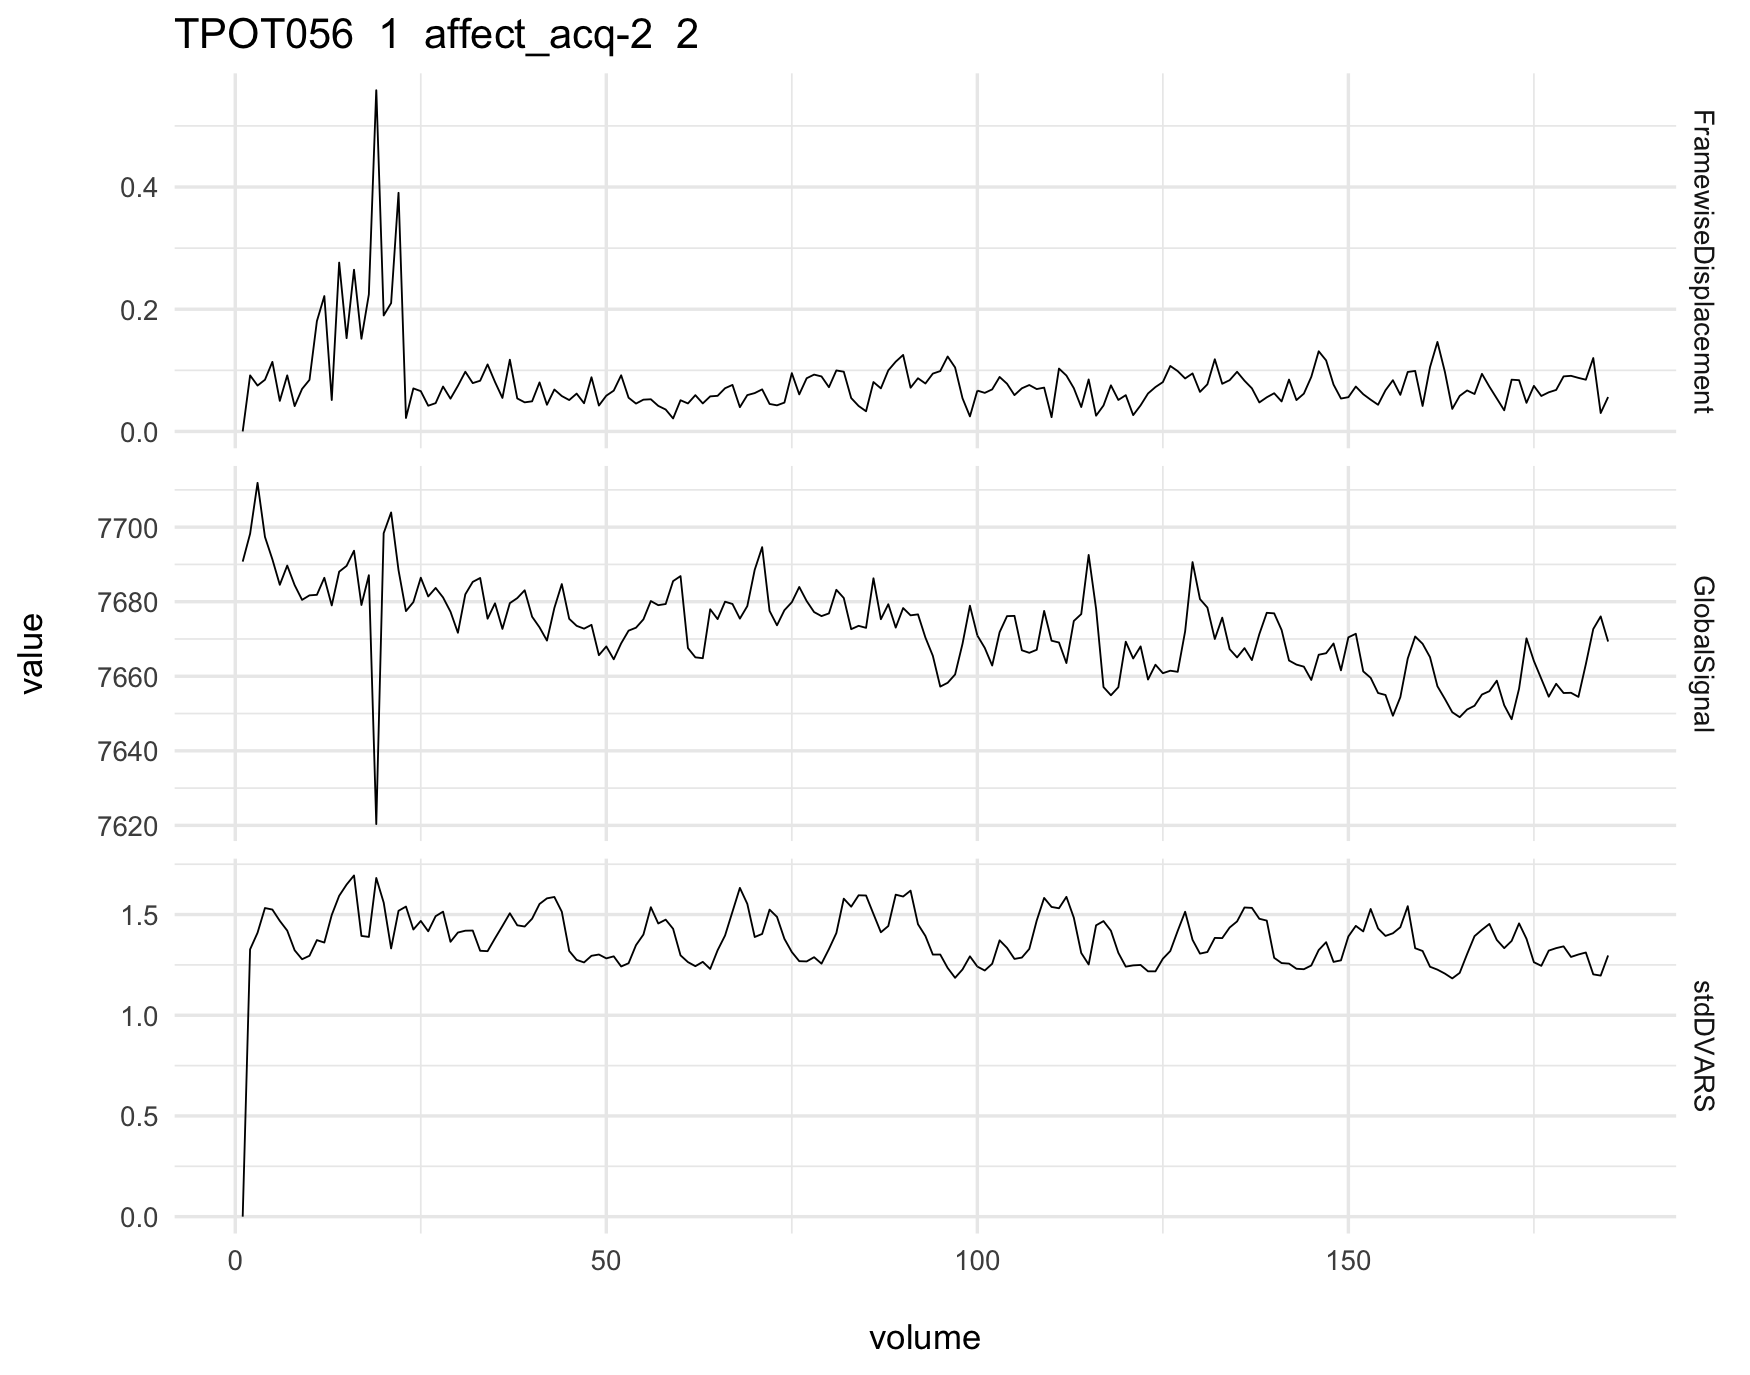 TPOT056 1 affect_acq-2 2
0.4
0.2
0.0
FramewiseDisplacement
7700
7680
7660
7640
7620
GlobalSignal
value
1.5
1.0
0.5
0.0
stdDVARS
0 50 100 150
volume